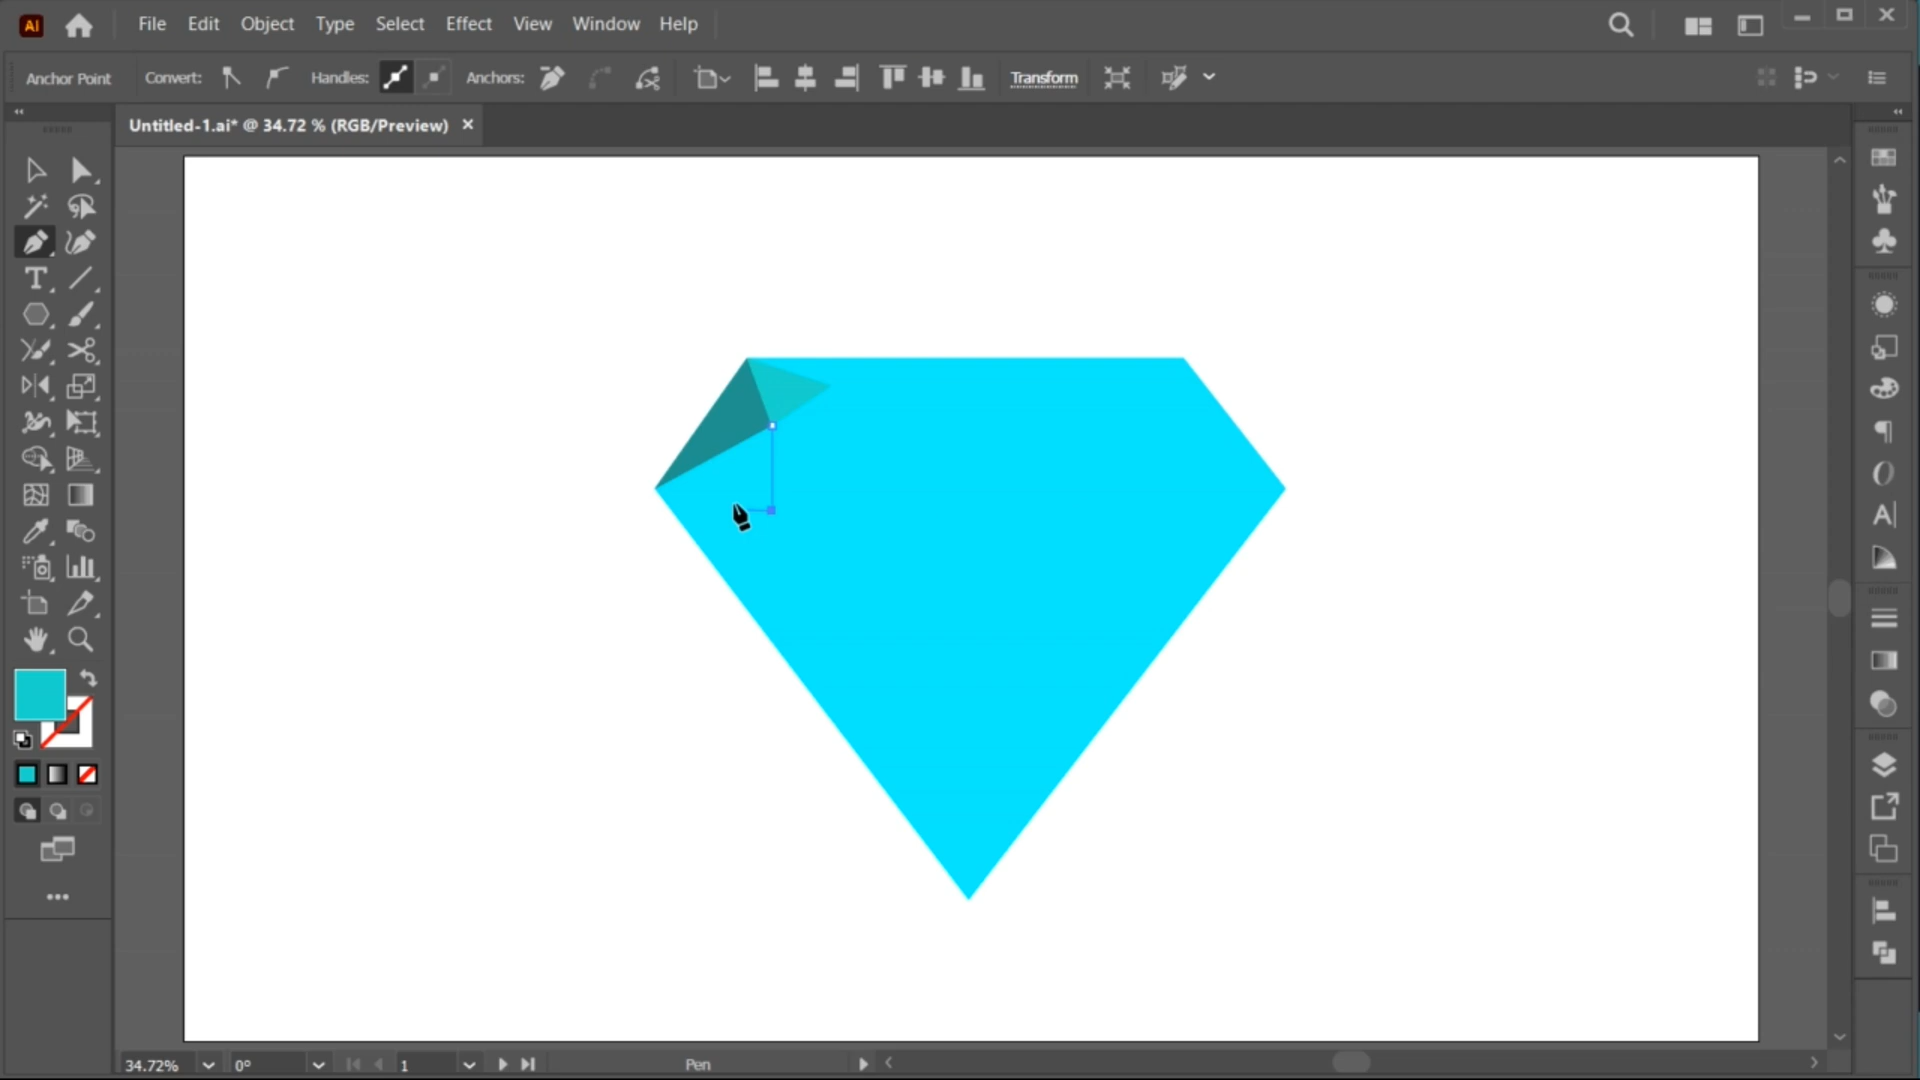 Ai File Edit Object Type Select Effect View Window Help
Anchor Point Convert: Handles: Anchors: Transform
Untitled-1.ai* @ 34.72 % (RGB/Preview) ×
34.72% 0° 1 Pen